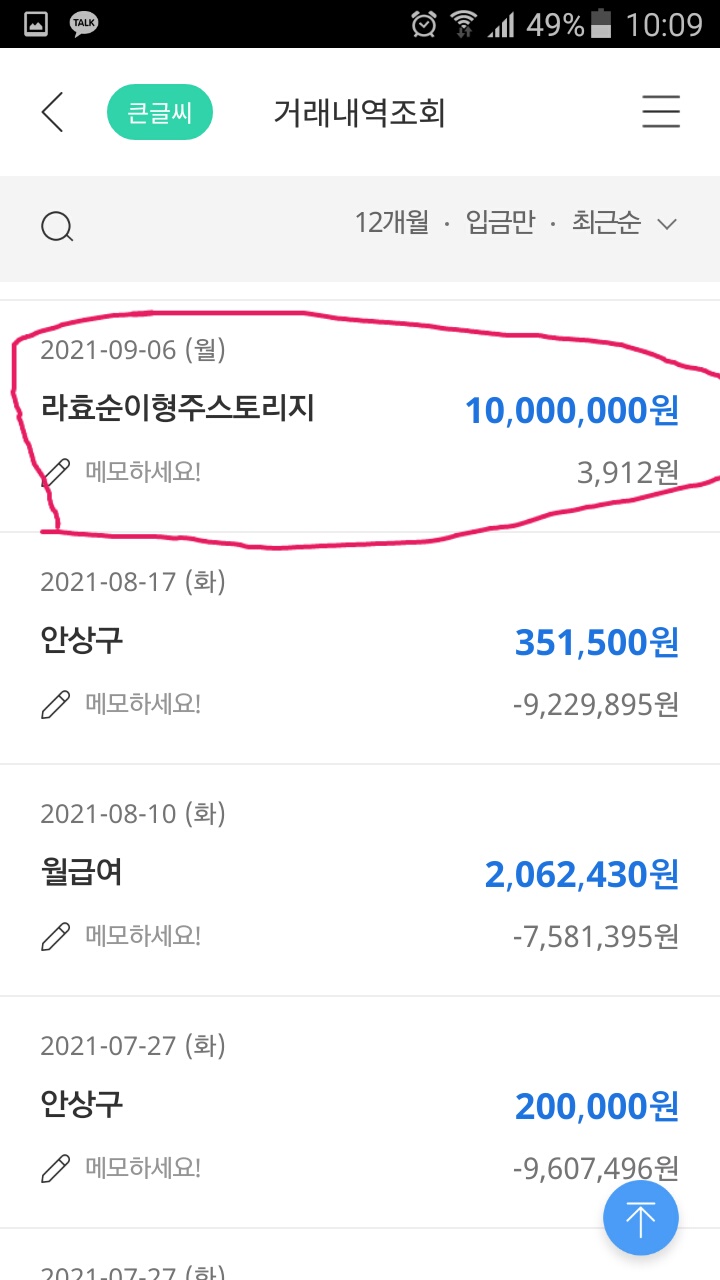 TALK 49% 10:09
큰글씨 거래내역조회
12개월 · 입금만 · 최근순
2021-09-06 (월)
라효순이형주스토리지 10,000,000원
메모하세요! 3,912원
2021-08-17 (화)
안상구 351,500원
메모하세요! -9,229,895원
2021-08-10 (화)
월급여 2,062,430원
메모하세요! -7,581,395원
2021-07-27 (화)
안상구 200,000원
메모하세요! -9,607,496원
2021-07-27 (화)